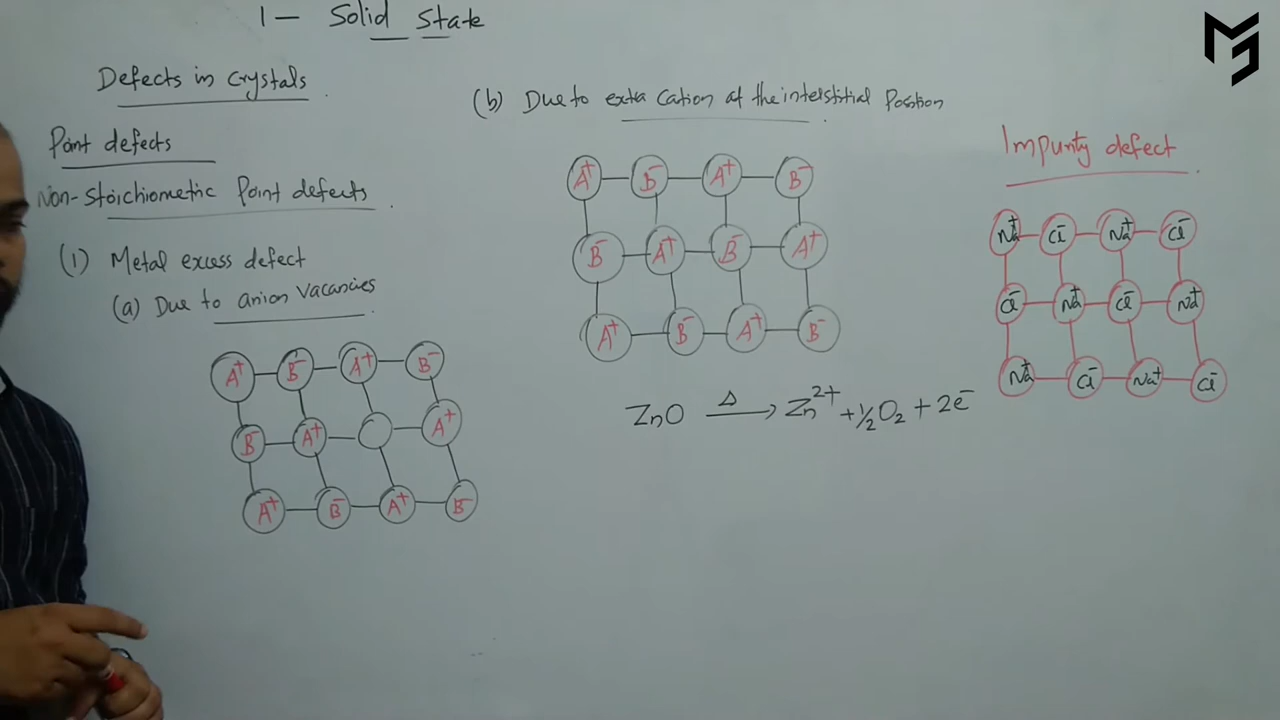 1 — Solid State
Defects in Crystals
Point defects
Non-Stoichiometric Point defects
(1) Metal excess defect
(a) Due to anion Vacancies
A⁺ B⁻ A⁺ B⁻
B⁻ A⁺ A⁺
A⁺ B⁻ A⁺ B⁻
(b) Due to extra Cation at the interstitial Position
A⁺ B⁻ A⁺ B⁻
B⁻ A⁺ B⁻ A⁺
A⁺ B⁻ A⁺ B⁻
ZnO —Δ→ Zn²⁺ + ½O₂ + 2e⁻
Impurity defect
Na⁺ Cl⁻ Na⁺ Cl⁻
Cl⁻ Na⁺ Cl⁻ Na⁺
Na⁺ Cl⁻ Na⁺ Cl⁻